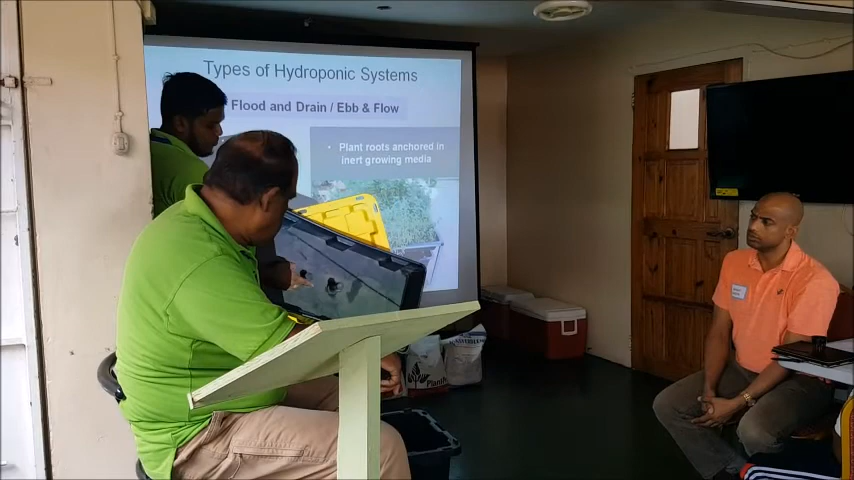 Types of Hydroponic Systems
Flood and Drain / Ebb & Flow
• Plant roots anchored in
inert growing media